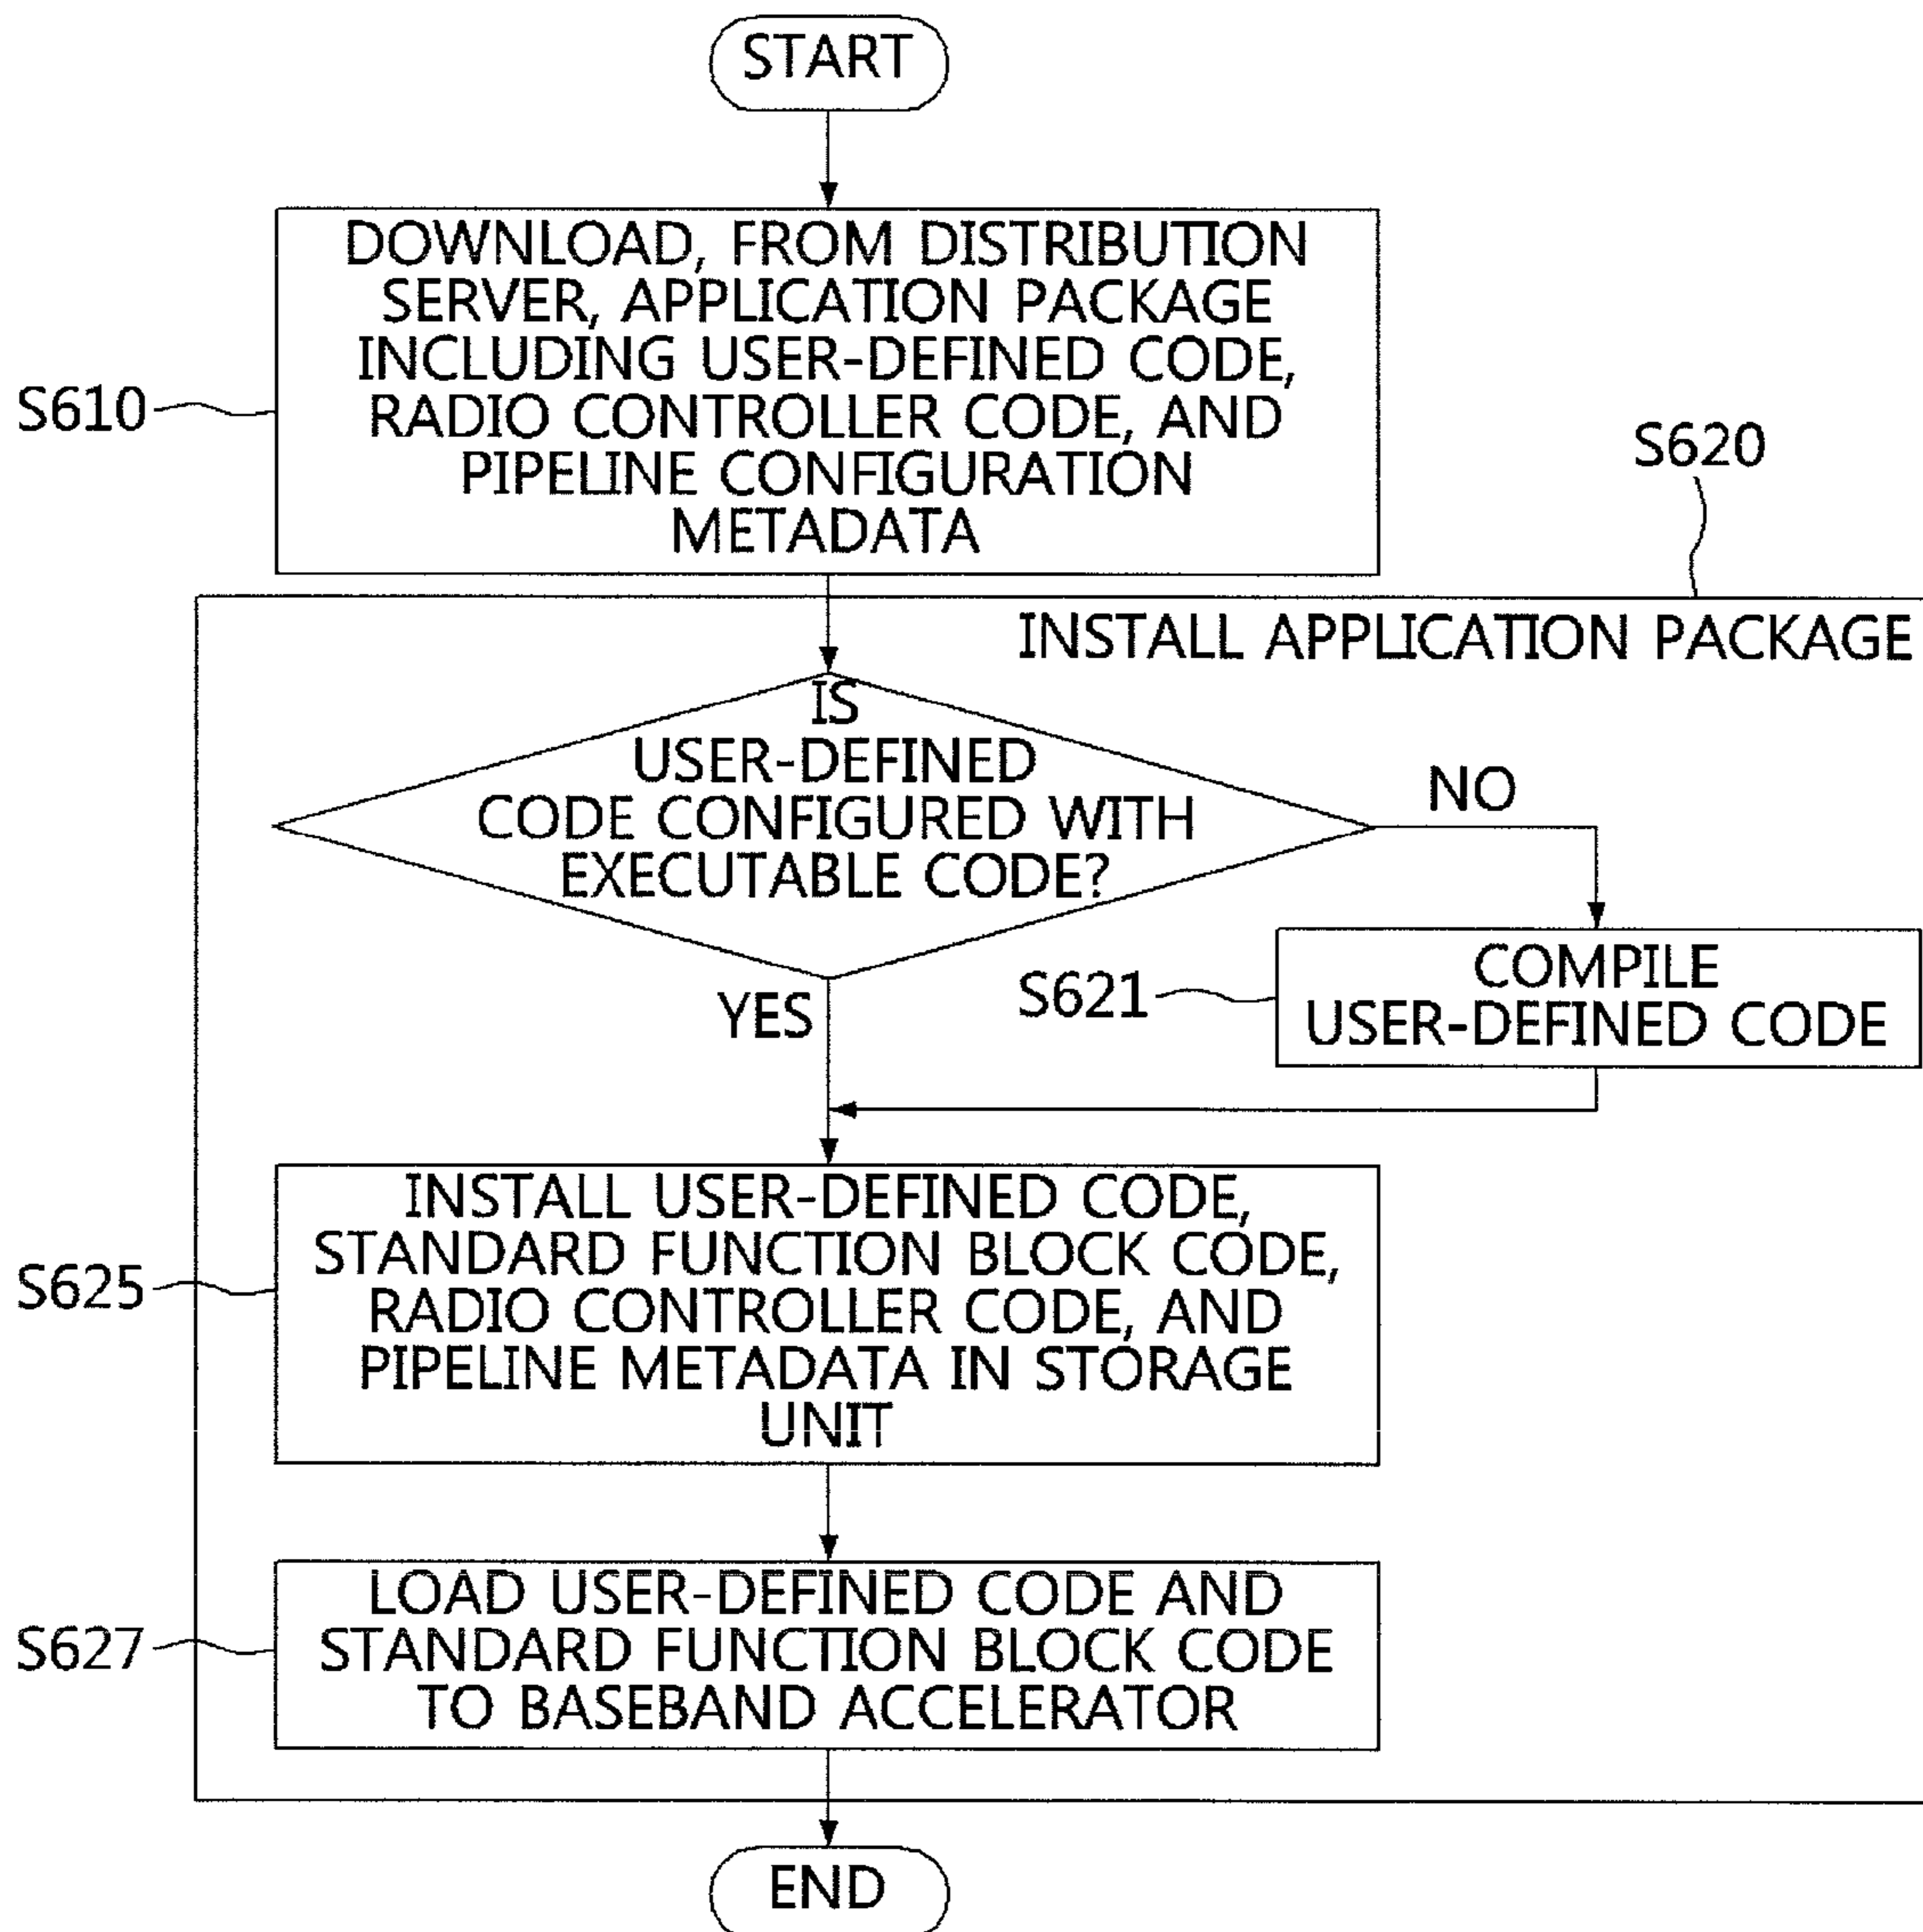 START
DOWNLOAD, FROM DISTRIBUTION
SERVER, APPLICATION PACKAGE
INCLUDING USER-DEFINED CODE,
RADIO CONTROLLER CODE, AND
PIPELINE CONFIGURATION
METADATA
S610
S620
INSTALL APPLICATION PACKAGE
IS
USER-DEFINED
CODE CONFIGURED WITH
EXECUTABLE CODE?
NO
YES
S621
COMPILE
USER-DEFINED CODE
INSTALL USER-DEFINED CODE,
STANDARD FUNCTION BLOCK CODE,
RADIO CONTROLLER CODE, AND
PIPELINE METADATA IN STORAGE
UNIT
S625
LOAD USER-DEFINED CODE AND
STANDARD FUNCTION BLOCK CODE
TO BASEBAND ACCELERATOR
S627
END